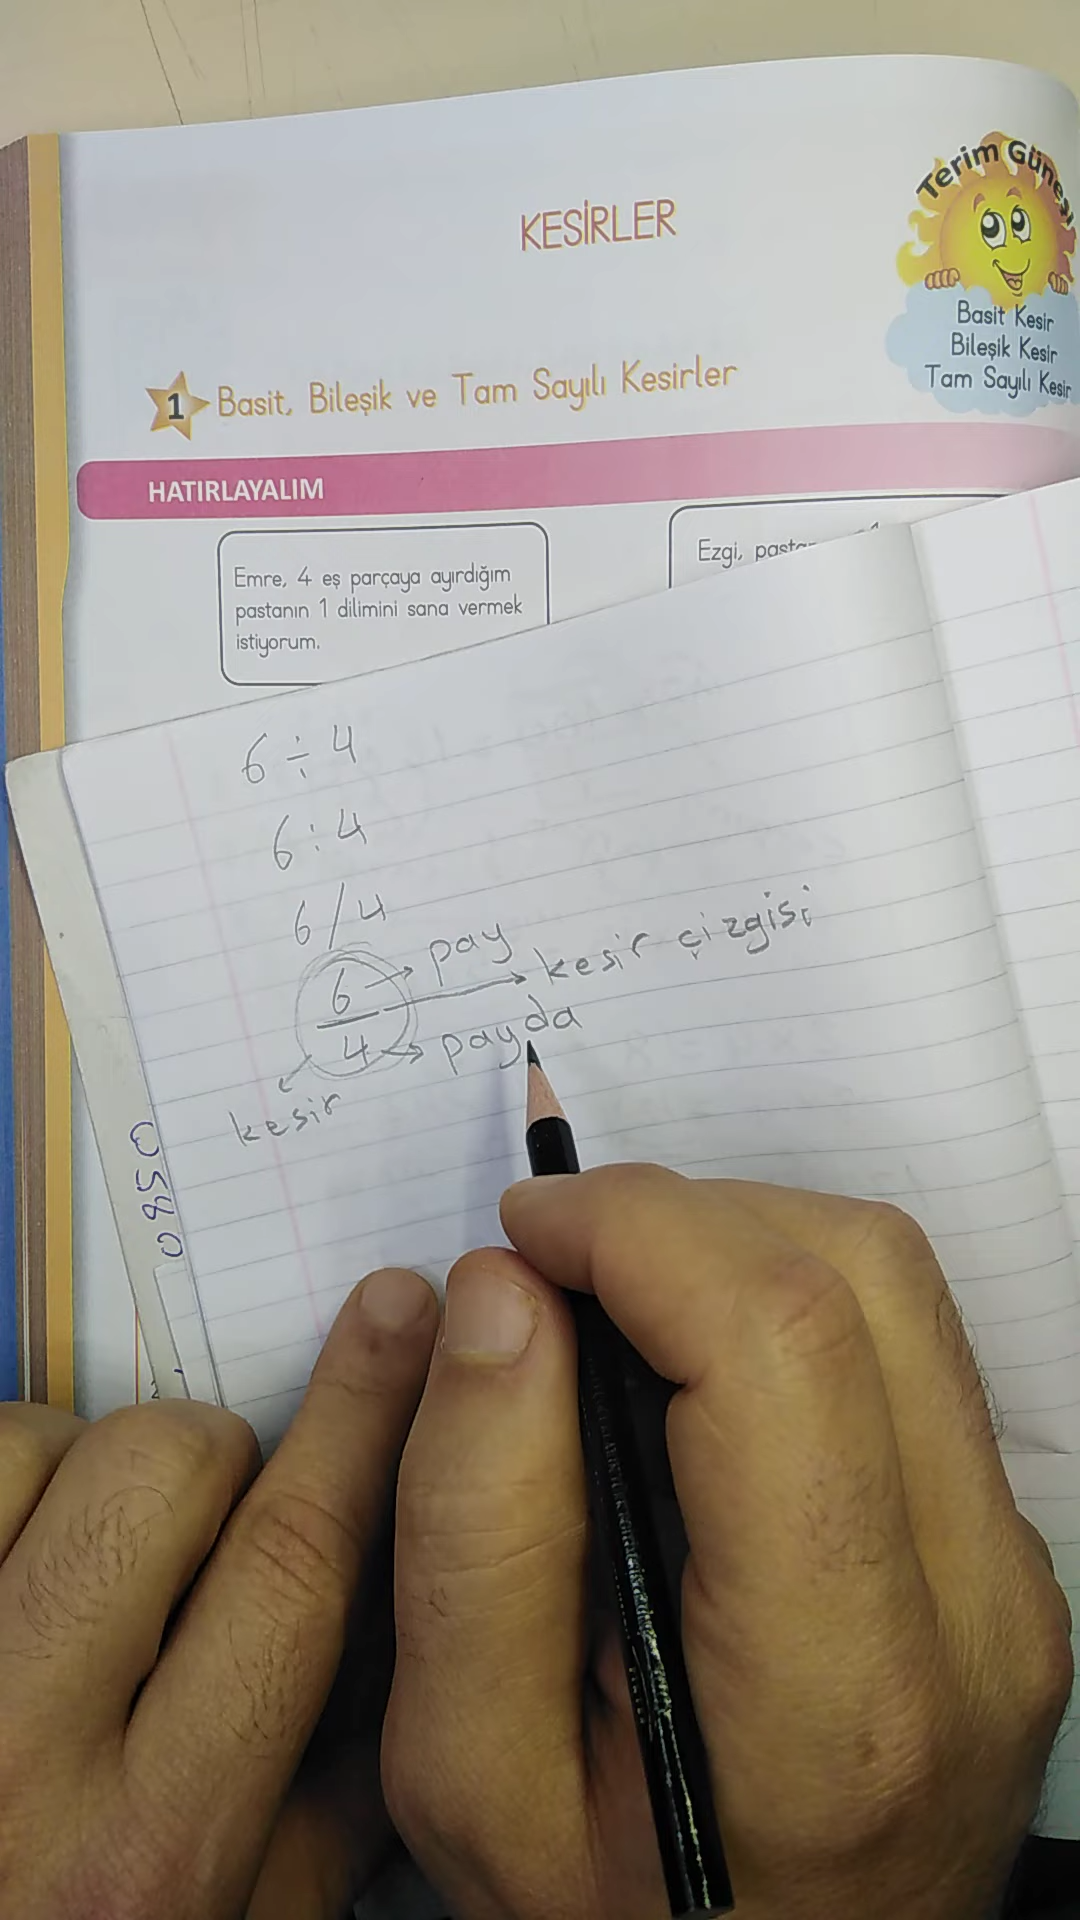 Terim Güneşi
KESİRLER
Basit Kesir
Bileşik Kesir
Tam Sayılı Kesir
1 Basit, Bileşik ve Tam Sayılı Kesirler
HATIRLAYALIM
Emre, 4 eş parçaya ayırdığım
pastanın 1 dilimini sana vermek
istiyorum.
Ezgi,
6 ÷ 4
6 : 4
6 / 4
6 → pay
→ kesir çizgisi
4 → payda
kesir
0560